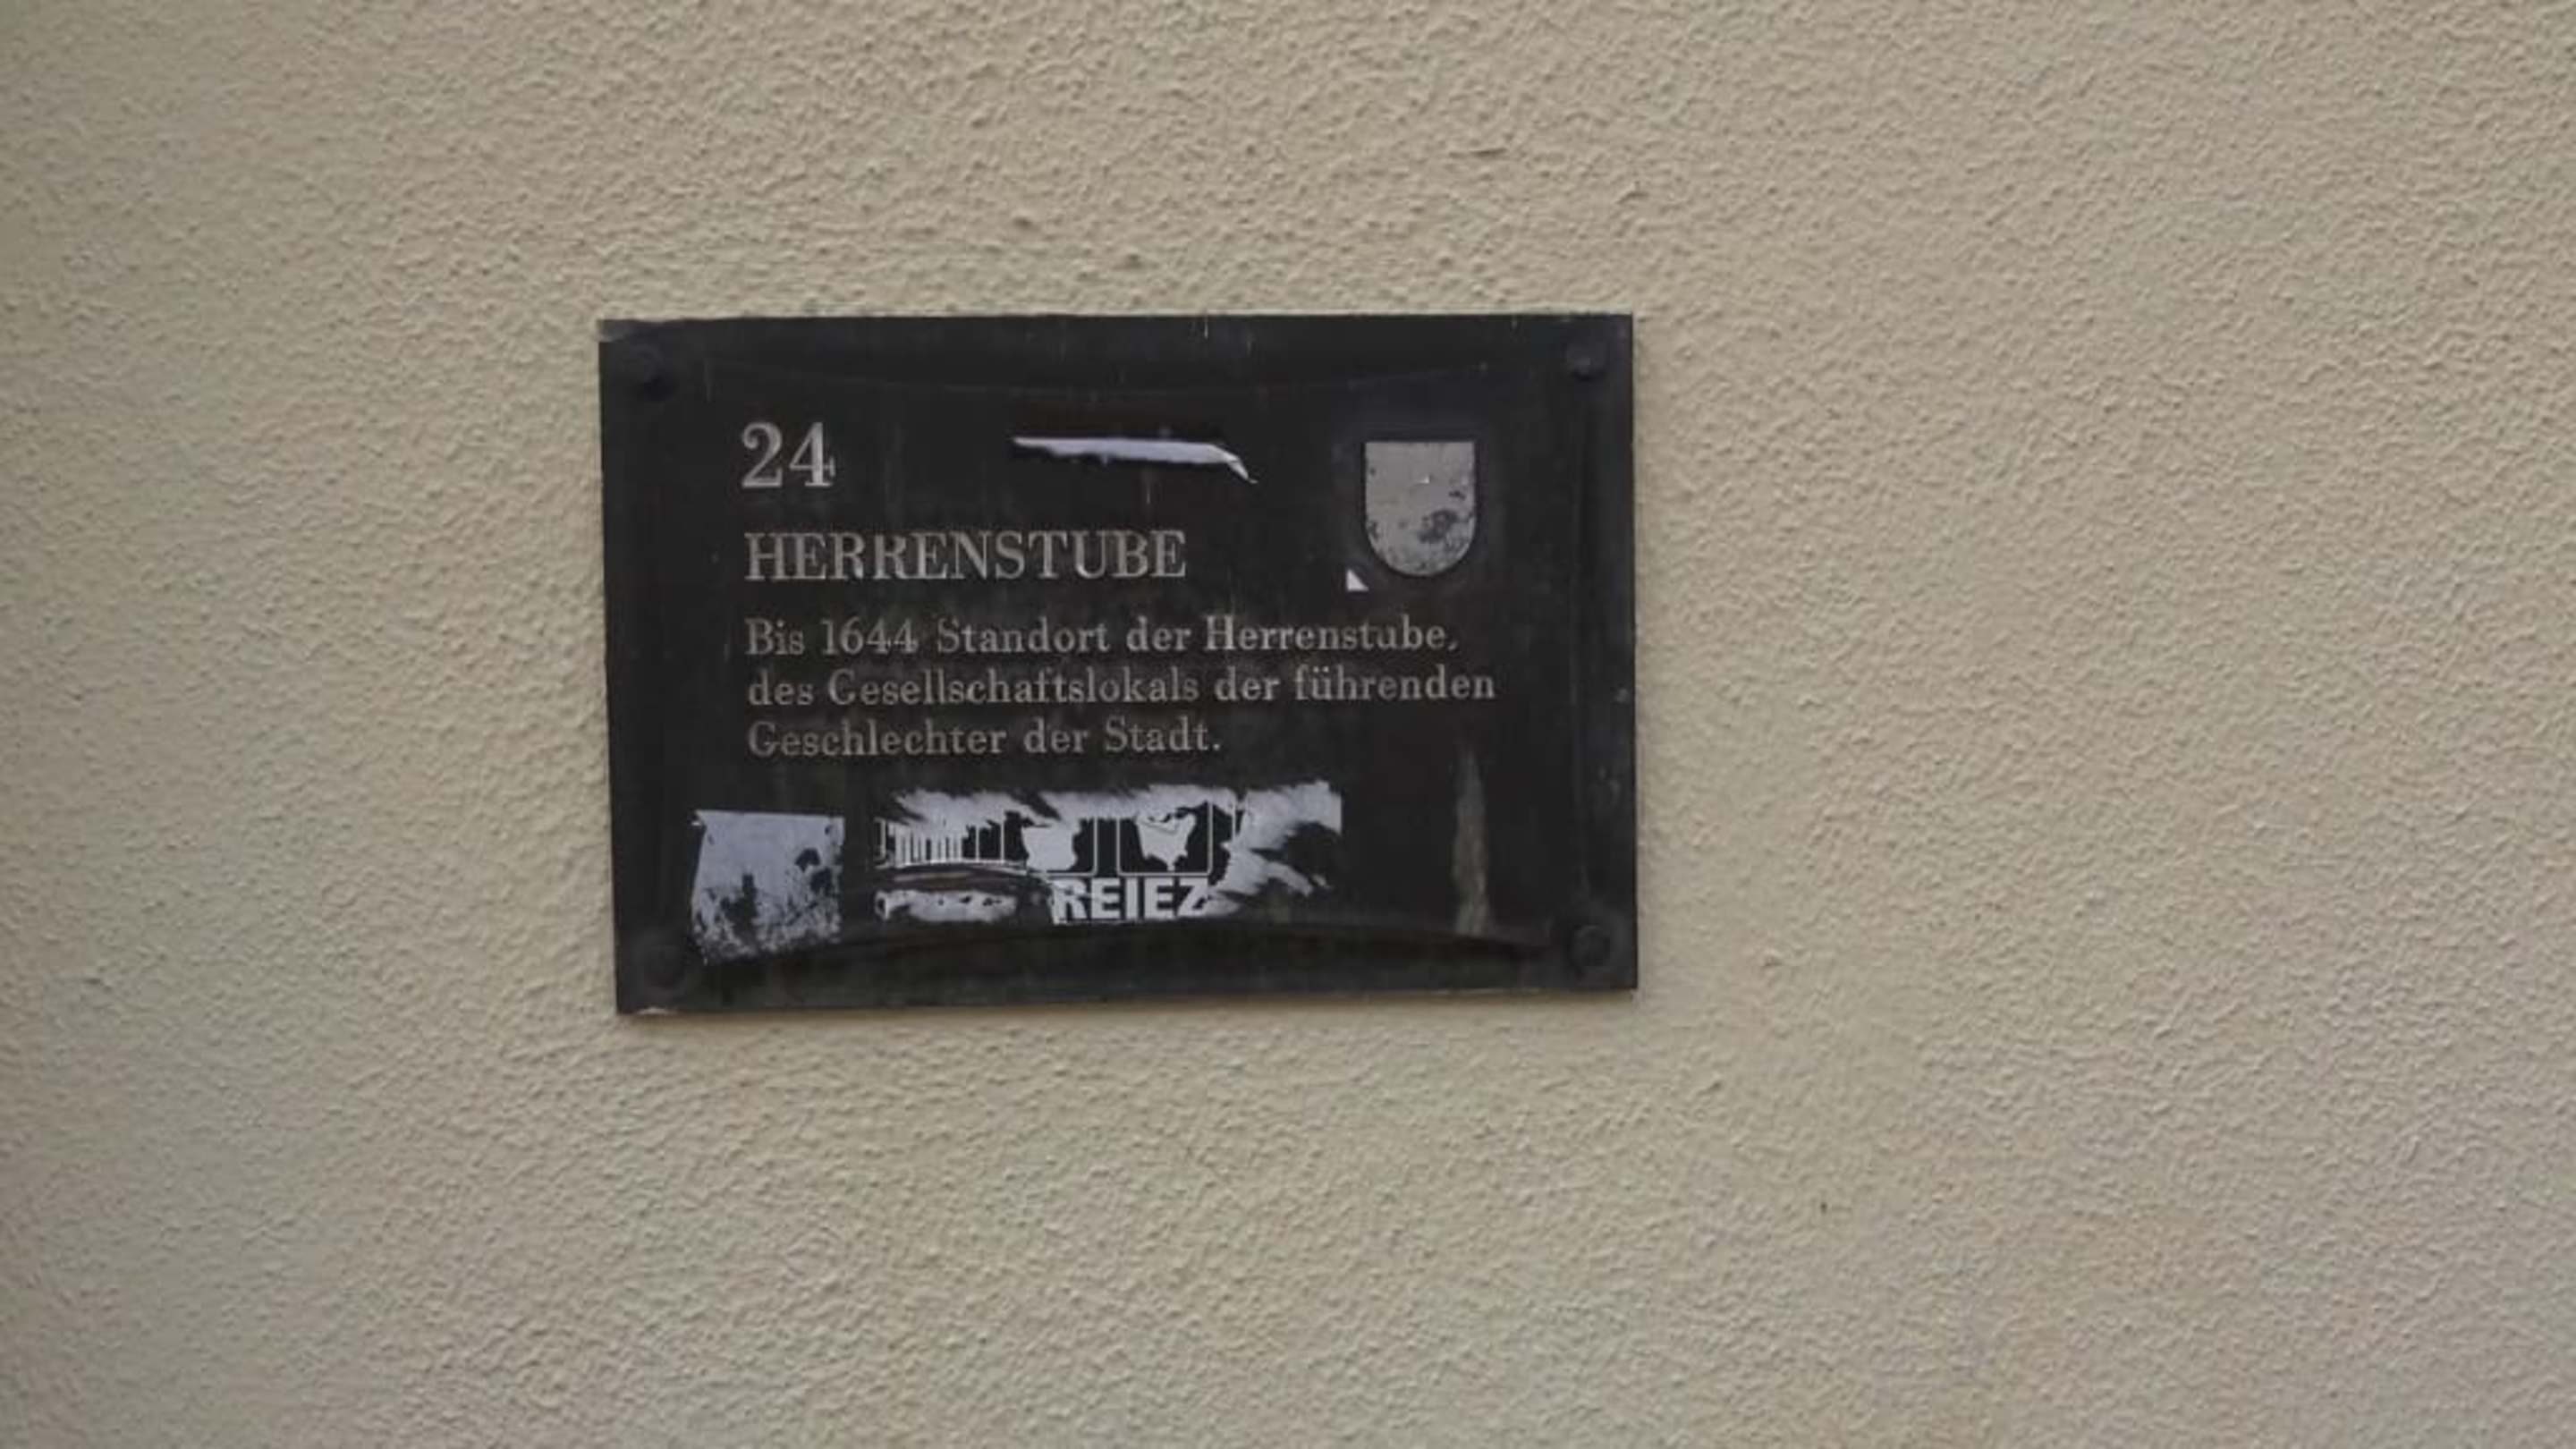 24
HERRENSTUBE
Bis 1644 Standort der Herrenstube,
des Gesellschaftslokals der führenden
Geschlechter der Stadt.
REIEZ